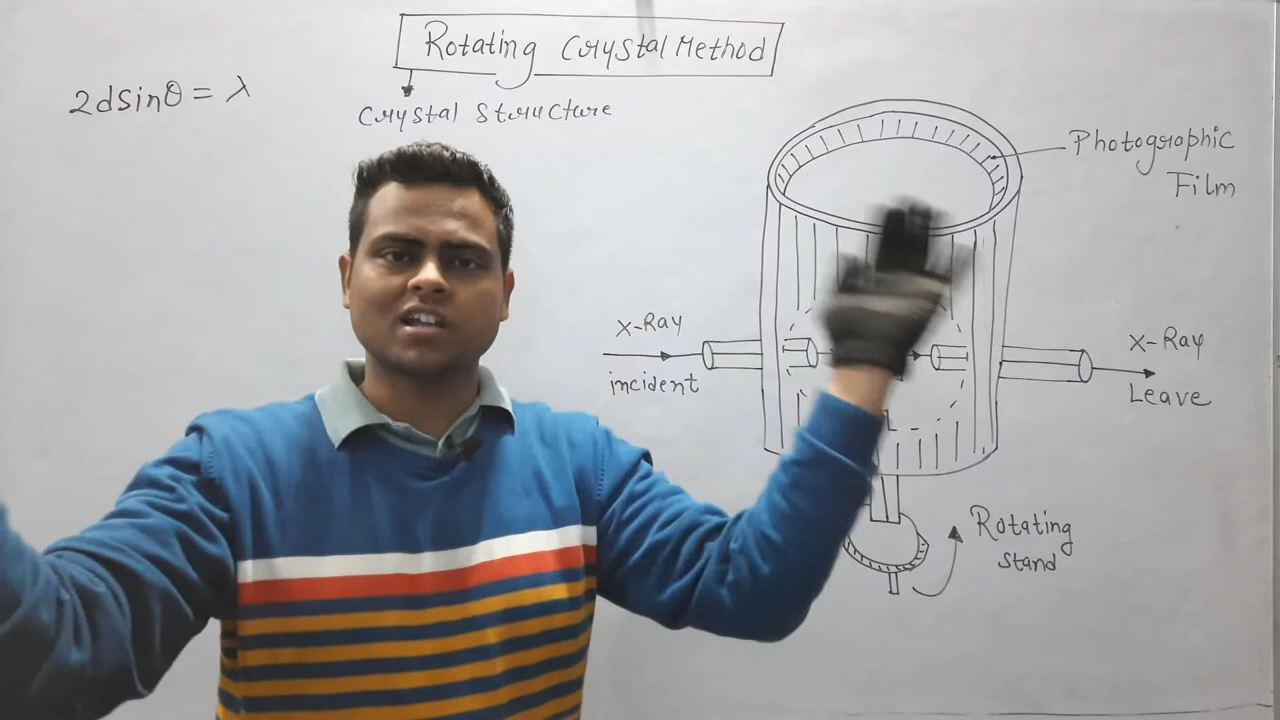 Rotating Crystal Method
2dsinθ = λ
Crystal Structure
Photographic
Film
X-Ray
incident
X-Ray
Leave
Rotating
stand